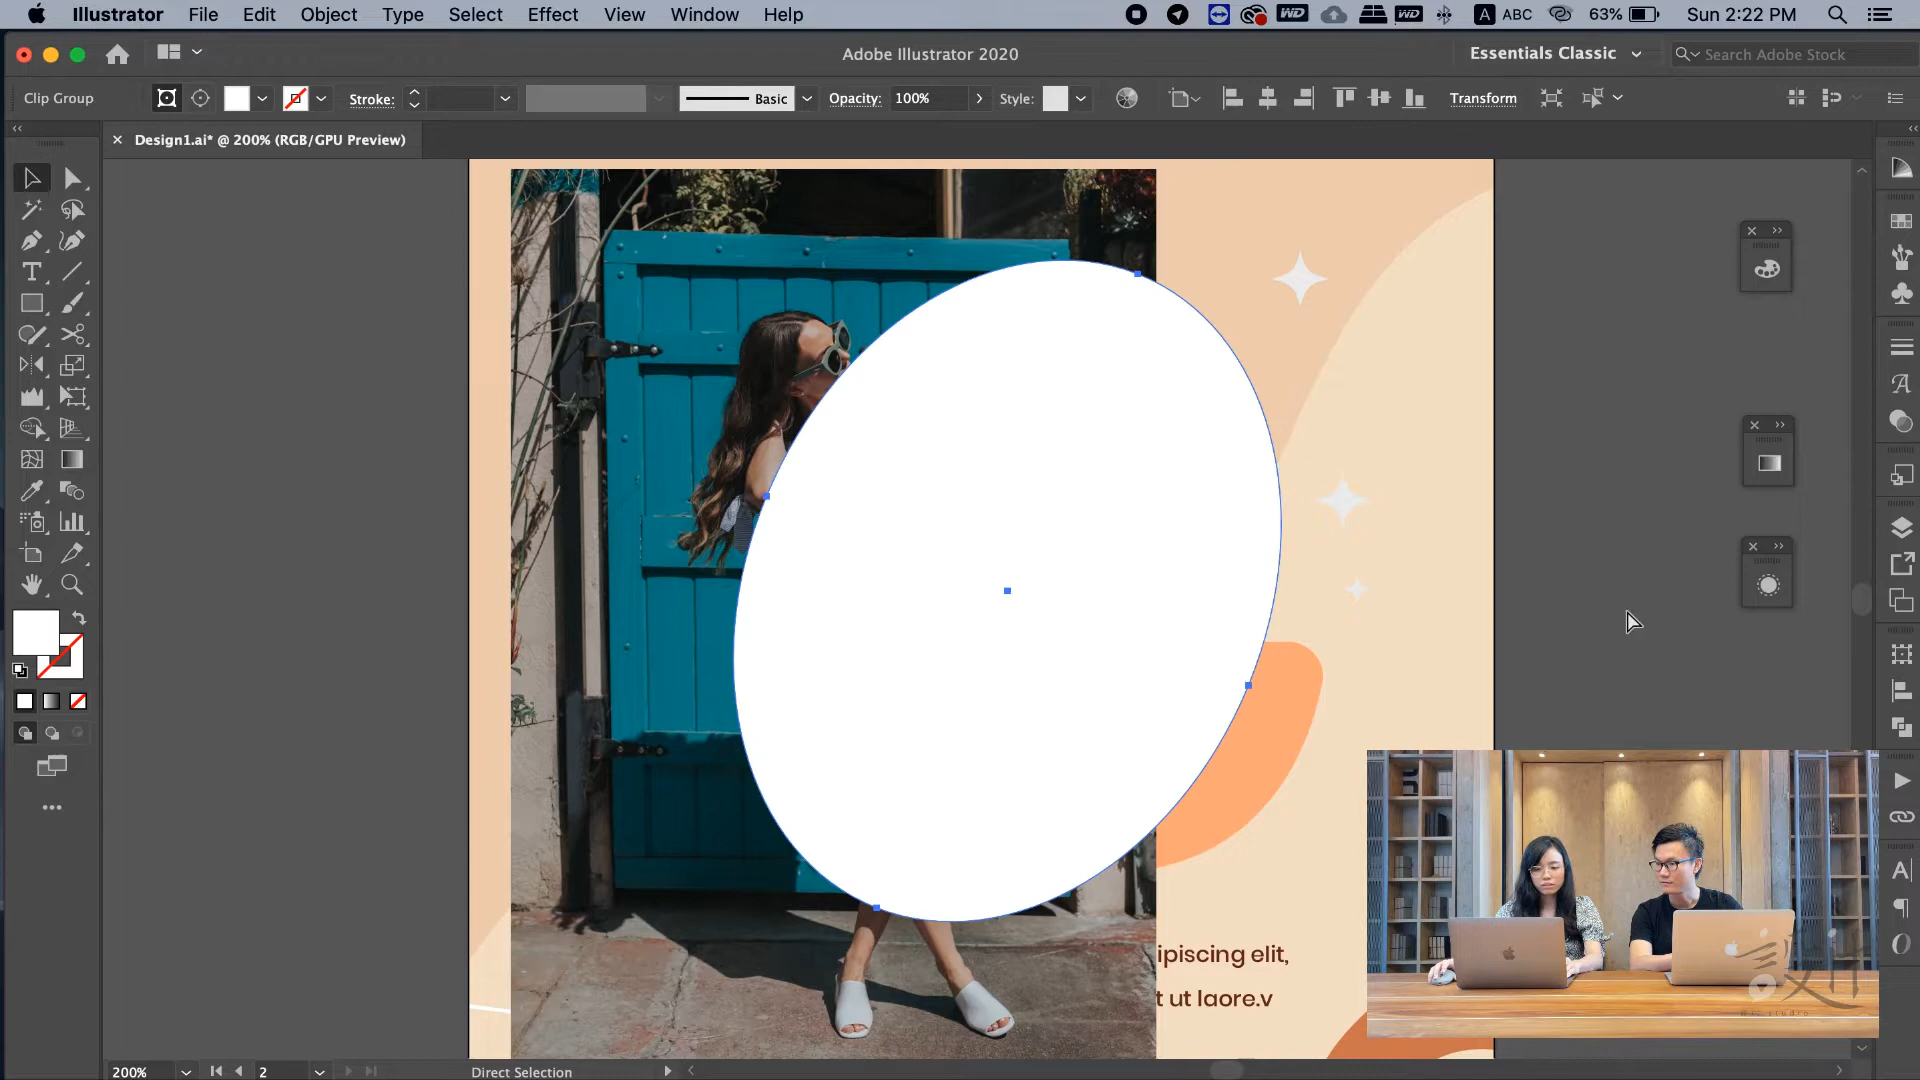 Illustrator File Edit Object Type Select Effect View Window Help
WD WD A ABC 63% Sun 2:22 PM
Adobe Illustrator 2020
Essentials Classic
Search Adobe Stock
Clip Group
Stroke:
Basic
Opacity: 100%
Style:
Transform
Design1.ai* @ 200% (RGB/GPU Preview)
ipiscing elit,
t ut laore.v
200%
2
Direct Selection